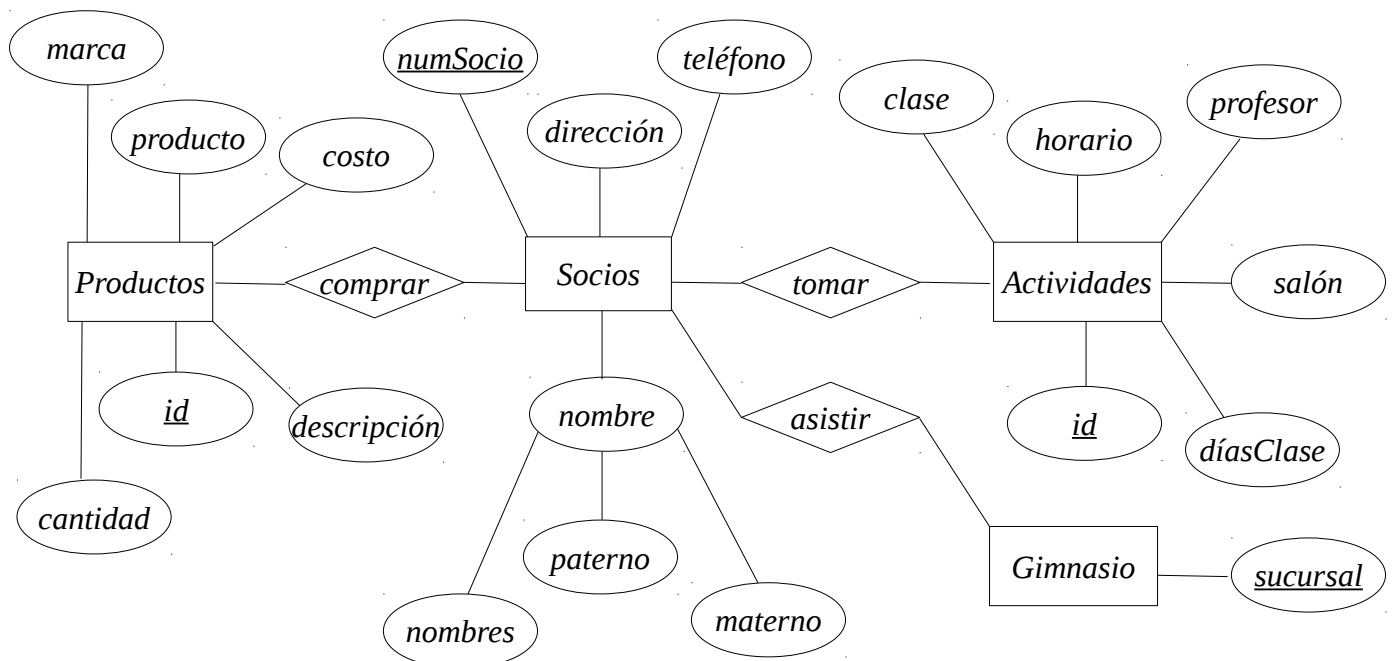 marca
numSocio
teléfono
clase
profesor
producto
costo
dirección
horario
Productos
comprar
Socios
tomar
Actividades
salón
id
descripción
nombre
asistir
id
díasClase
cantidad
paterno
Gimnasio
sucursal
nombres
materno